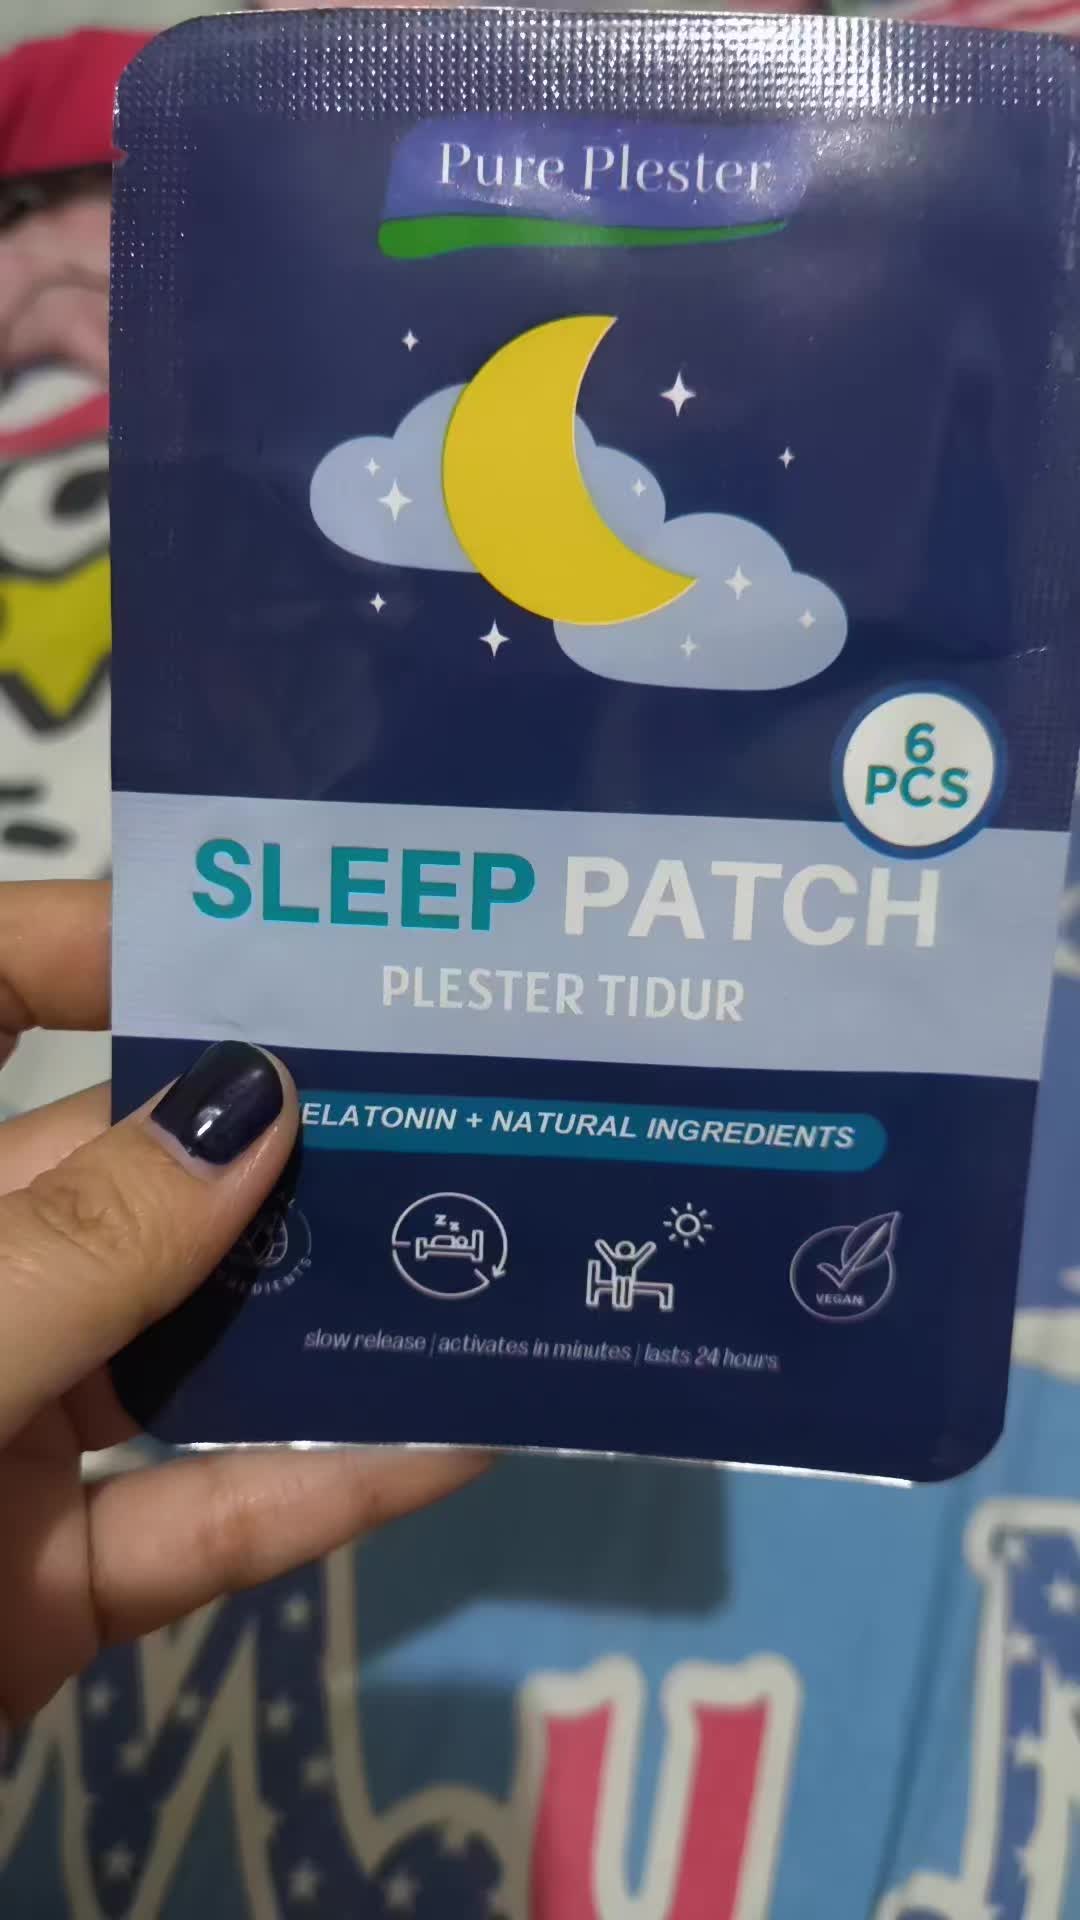 Pure Plester
6
PCS
SLEEP PATCH
PLESTER TIDUR
ELATONIN + NATURAL INGREDIENTS
VEGAN
slow release | activates in minutes | lasts 24 hours